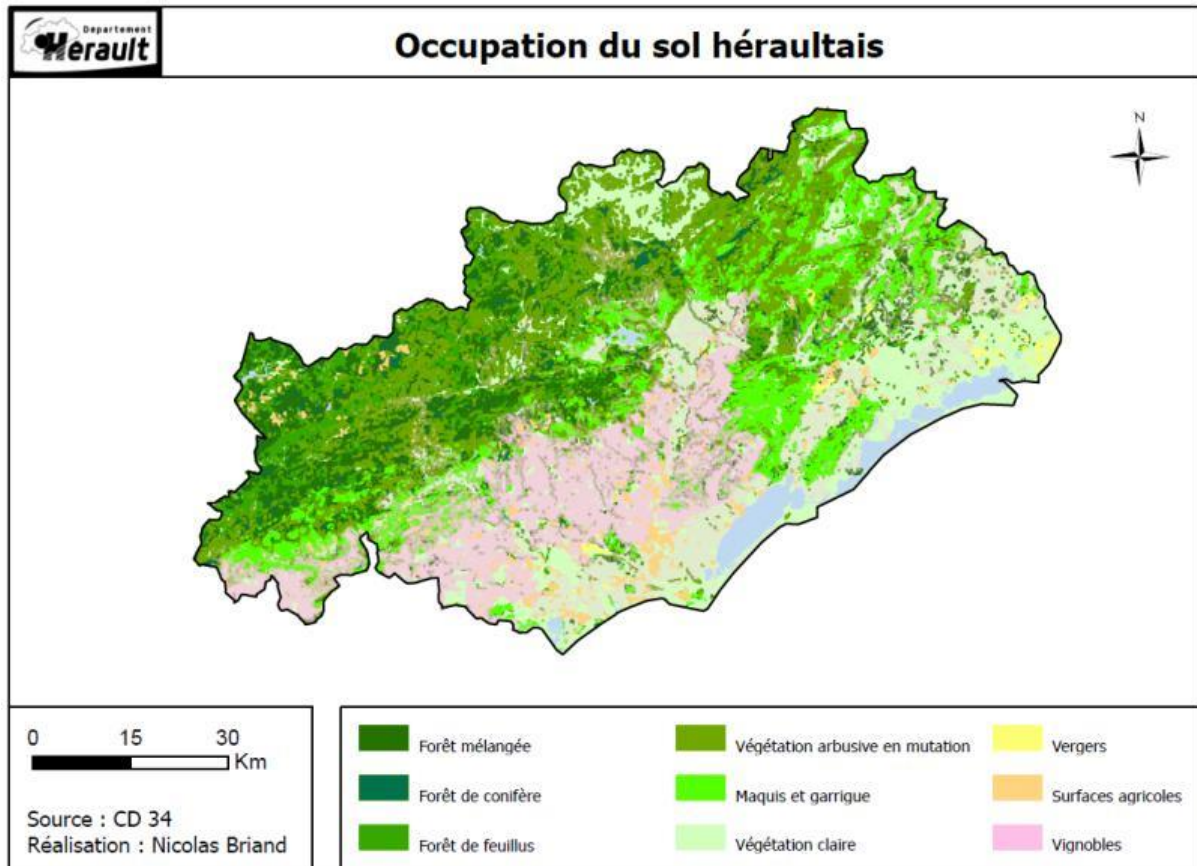 Département
Hérault
Occupation du sol héraultais
N
0 15 30
Km
Source : CD 34
Réalisation : Nicolas Briand
Forêt mélangée
Forêt de conifère
Forêt de feuillus
Végétation arbusive en mutation
Maquis et garrigue
Végétation claire
Vergers
Surfaces agricoles
Vignobles